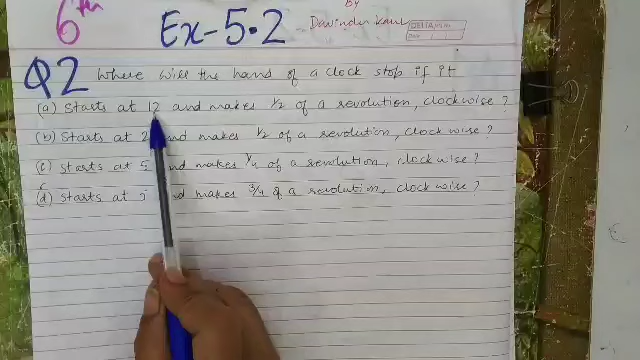 6th
Ex-5.2
By
Davinder Kaur
Q2 Where will the hand of a clock stop if it
(a) Starts at 12 and makes 1/2 of a revolution, clockwise?
(b) Starts at 2 and makes 1/2 of a revolution, clockwise?
(c) Starts at 5 and makes 1/4 of a revolution, clockwise?
(d) Starts at 5 and makes 3/4 of a revolution, clockwise?